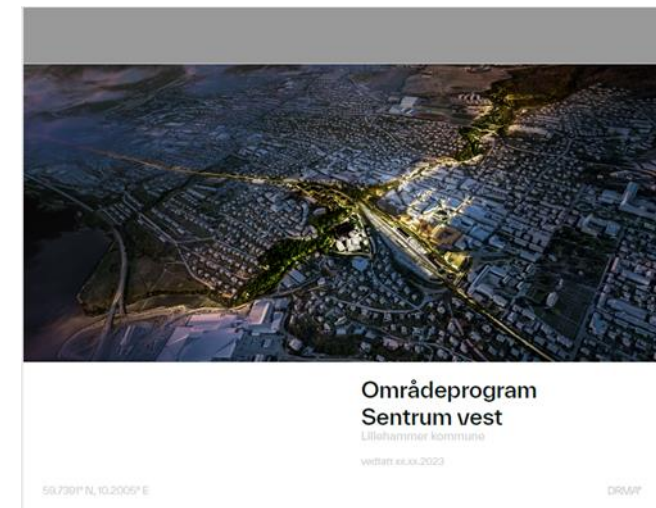 Områdeprogram
Sentrum vest
Lillehammer kommune
vedtatt xx.xx.2023
59.7391° N, 10.2005° E
DRMA°